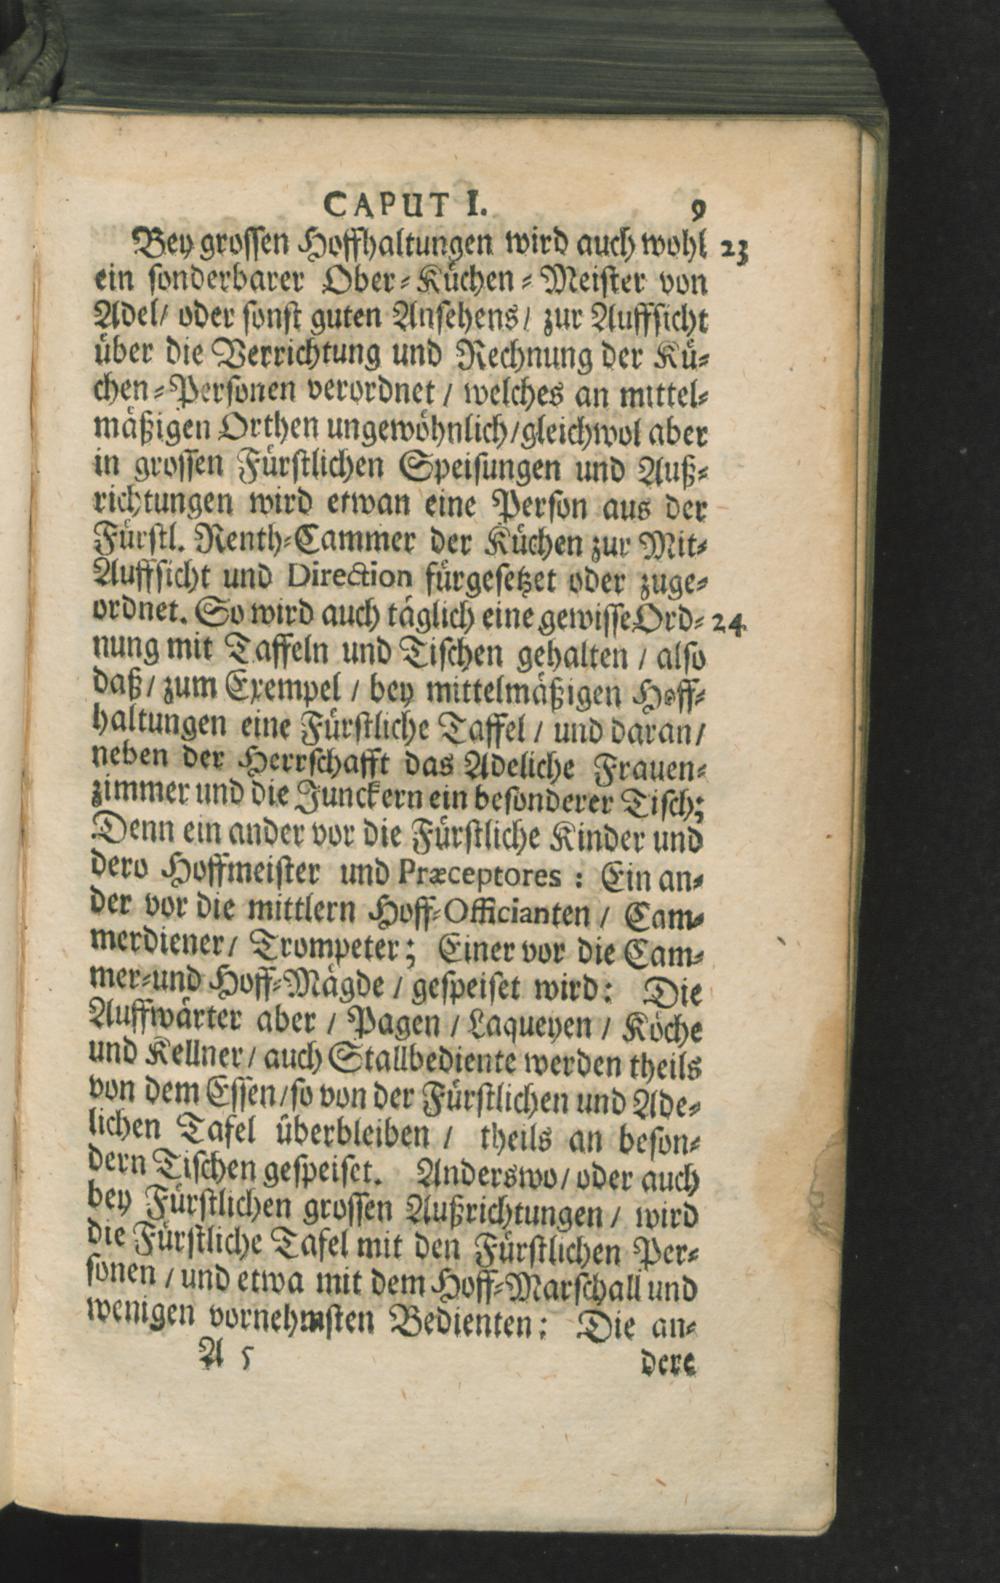 CAPUT I. 9
Bey grossen Hoffhaltungen wird auch wohl 23
ein sonderbarer Ober-Küchen-Meister von
Adel/ oder sonst guten Ansehens/ zur Auffsicht
über die Verrichtung und Rechnung der Kü-
chen-Personen verordnet / welches an mittel-
mäßigen Orthen ungewöhnlich/gleichwol aber
in grossen Fürstlichen Speisungen und Auß-
richtungen wird etwan eine Person aus der
Fürstl. Renth-Cammer der Küchen zur Mit-
Auffsicht und Direction fürgesetzet oder zuge-
ordnet. So wird auch täglich eine gewisse Ord- 24
nung mit Taffeln und Tischen gehalten / also
daß / zum Exempel / bey mittelmäßigen Hoff-
haltungen eine Fürstliche Taffel / und daran/
neben der Herrschafft das Adeliche Frauen-
zimmer und die Junckern ein besonderer Tisch;
Denn ein ander vor die Fürstliche Kinder und
dero Hoffmeister und Præceptores : Ein an-
der vor die mittlern Hoff-Officianten / Cam-
merdiener/ Trompeter; Einer vor die Cam-
mer-und Hoff-Mägde / gespeiset wird: Die
Auffwärter aber / Pagen / Laqueyen / Köche
und Kellner / auch Stallbediente werden theils
von dem Essen/so von der Fürstlichen und Ade-
lichen Tafel überbleiben / theils an beson-
dern Tischen gespeiset. Anderswo/ oder auch
bey Fürstlichen grossen Außrichtungen / wird
die Fürstliche Tafel mit den Fürstlichen Per-
sonen / und etwa mit dem Hoff-Marschall und
wenigen vornehmsten Bedienten: Die an-
A 5 dere